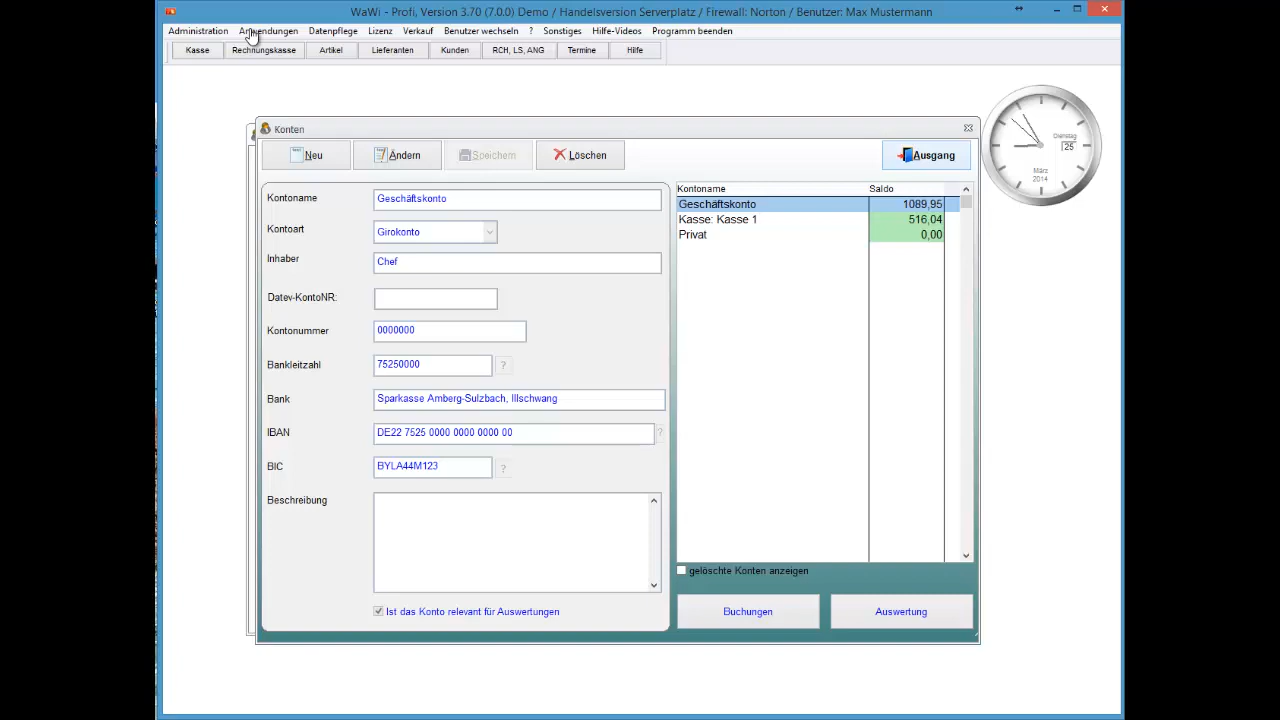 WaWi - Profi, Version 3.70 (7.0.0) Demo / Handelsversion Serverplatz / Firewall: Norton / Benutzer: Max Mustermann
Administration Anwendungen Datenpflege Lizenz Verkauf Benutzer wechseln ? Sonstiges Hilfe-Videos Programm beenden
Kasse Rechnungskasse Artikel Lieferanten Kunden RCH, LS, ANG Termine Hilfe
Konten
Neu Ändern Speichern Löschen Ausgang
Dienstag
25
März
2014
Kontoname Geschäftskonto
Kontoart Girokonto
Inhaber Chef
Datev-KontoNR:
Kontonummer 0000000
Bankleitzahl 75250000 ?
Bank Sparkasse Amberg-Sulzbach, Illschwang
IBAN DE22 7525 0000 0000 0000 00 ?
BIC BYLA44M123 ?
Beschreibung
Ist das Konto relevant für Auswertungen
Kontoname Saldo
Geschäftskonto 1089,95
Kasse: Kasse 1 516,04
Privat 0,00
gelöschte Konten anzeigen
Buchungen Auswertung